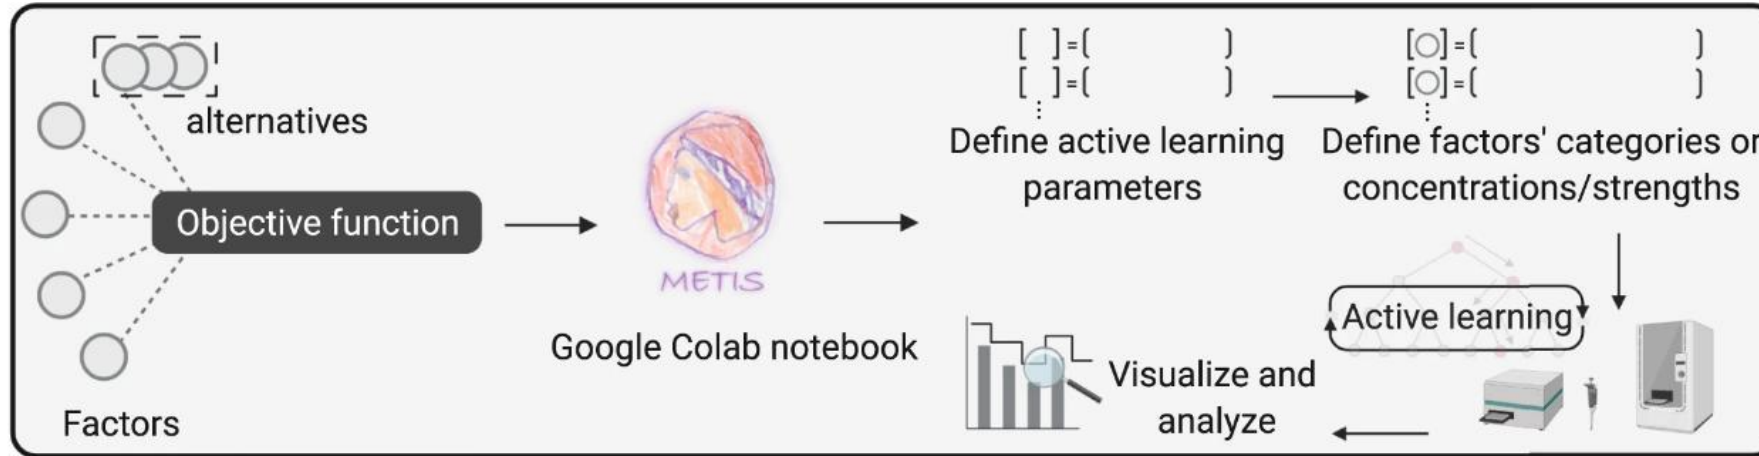 alternatives
Objective function
Factors
METIS
Google Colab notebook
[ ]=( )
[ ]=( )
Define active learning
parameters
[ ]=( )
[ ]=( )
Define factors' categories or
concentrations/strengths
Active learning
Visualize and
analyze